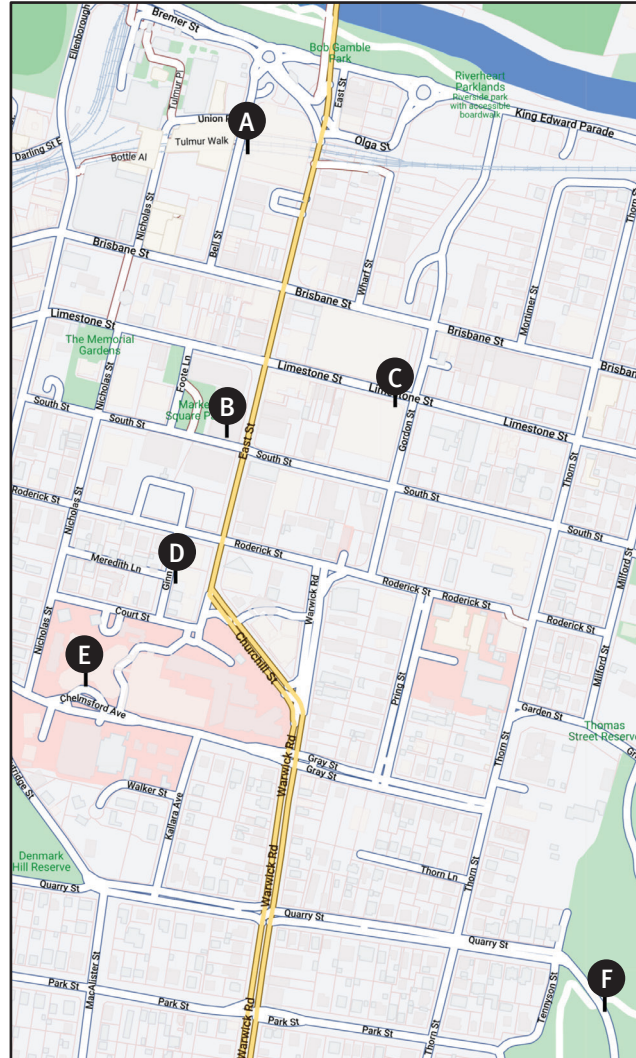 Bremer St
Ellenborough
Bob Gamble
Park
East St
Riverheart
Parklands
Riverside park
with accessible
boardwalk
King Edward Parade
Tulmur Pl
A
Tulmur Walk
Olga St
Darling St E
Bottle Al
Thorn St
Nicholas St
Bell St
Brisbane St
Wharf St
Brisbane St
Mortimer St
Brisbane St
Limestone St
The Memorial
Gardens
Nicholas St
Foote Ln
Limestone St
C
Limestone St
Limestone St
Gordon St
B
South St
South St
East St
South St
Thorn St
South St
Roderick St
Nicholas St
Meredith Ln
D
Roderick St
Warwick Rd
Roderick St
Roderick St
Roderick St
Milford St
Court St
Nicholas St
E
Churchill St
Pring St
Milford St
Chelmsford Ave
Garden St
Thomas
Street Reserve
Warwick Rd
Gray St
Gray St
Thorn St
Walker St
Kallara Ave
Denmark
Hill Reserve
Warwick Rd
Thorn Ln
Thorn St
Quarry St
Quarry St
Quarry St
MacAlister St
Tennyson St
F
Park St
Park St
Park St
Warwick Rd
Thorn St